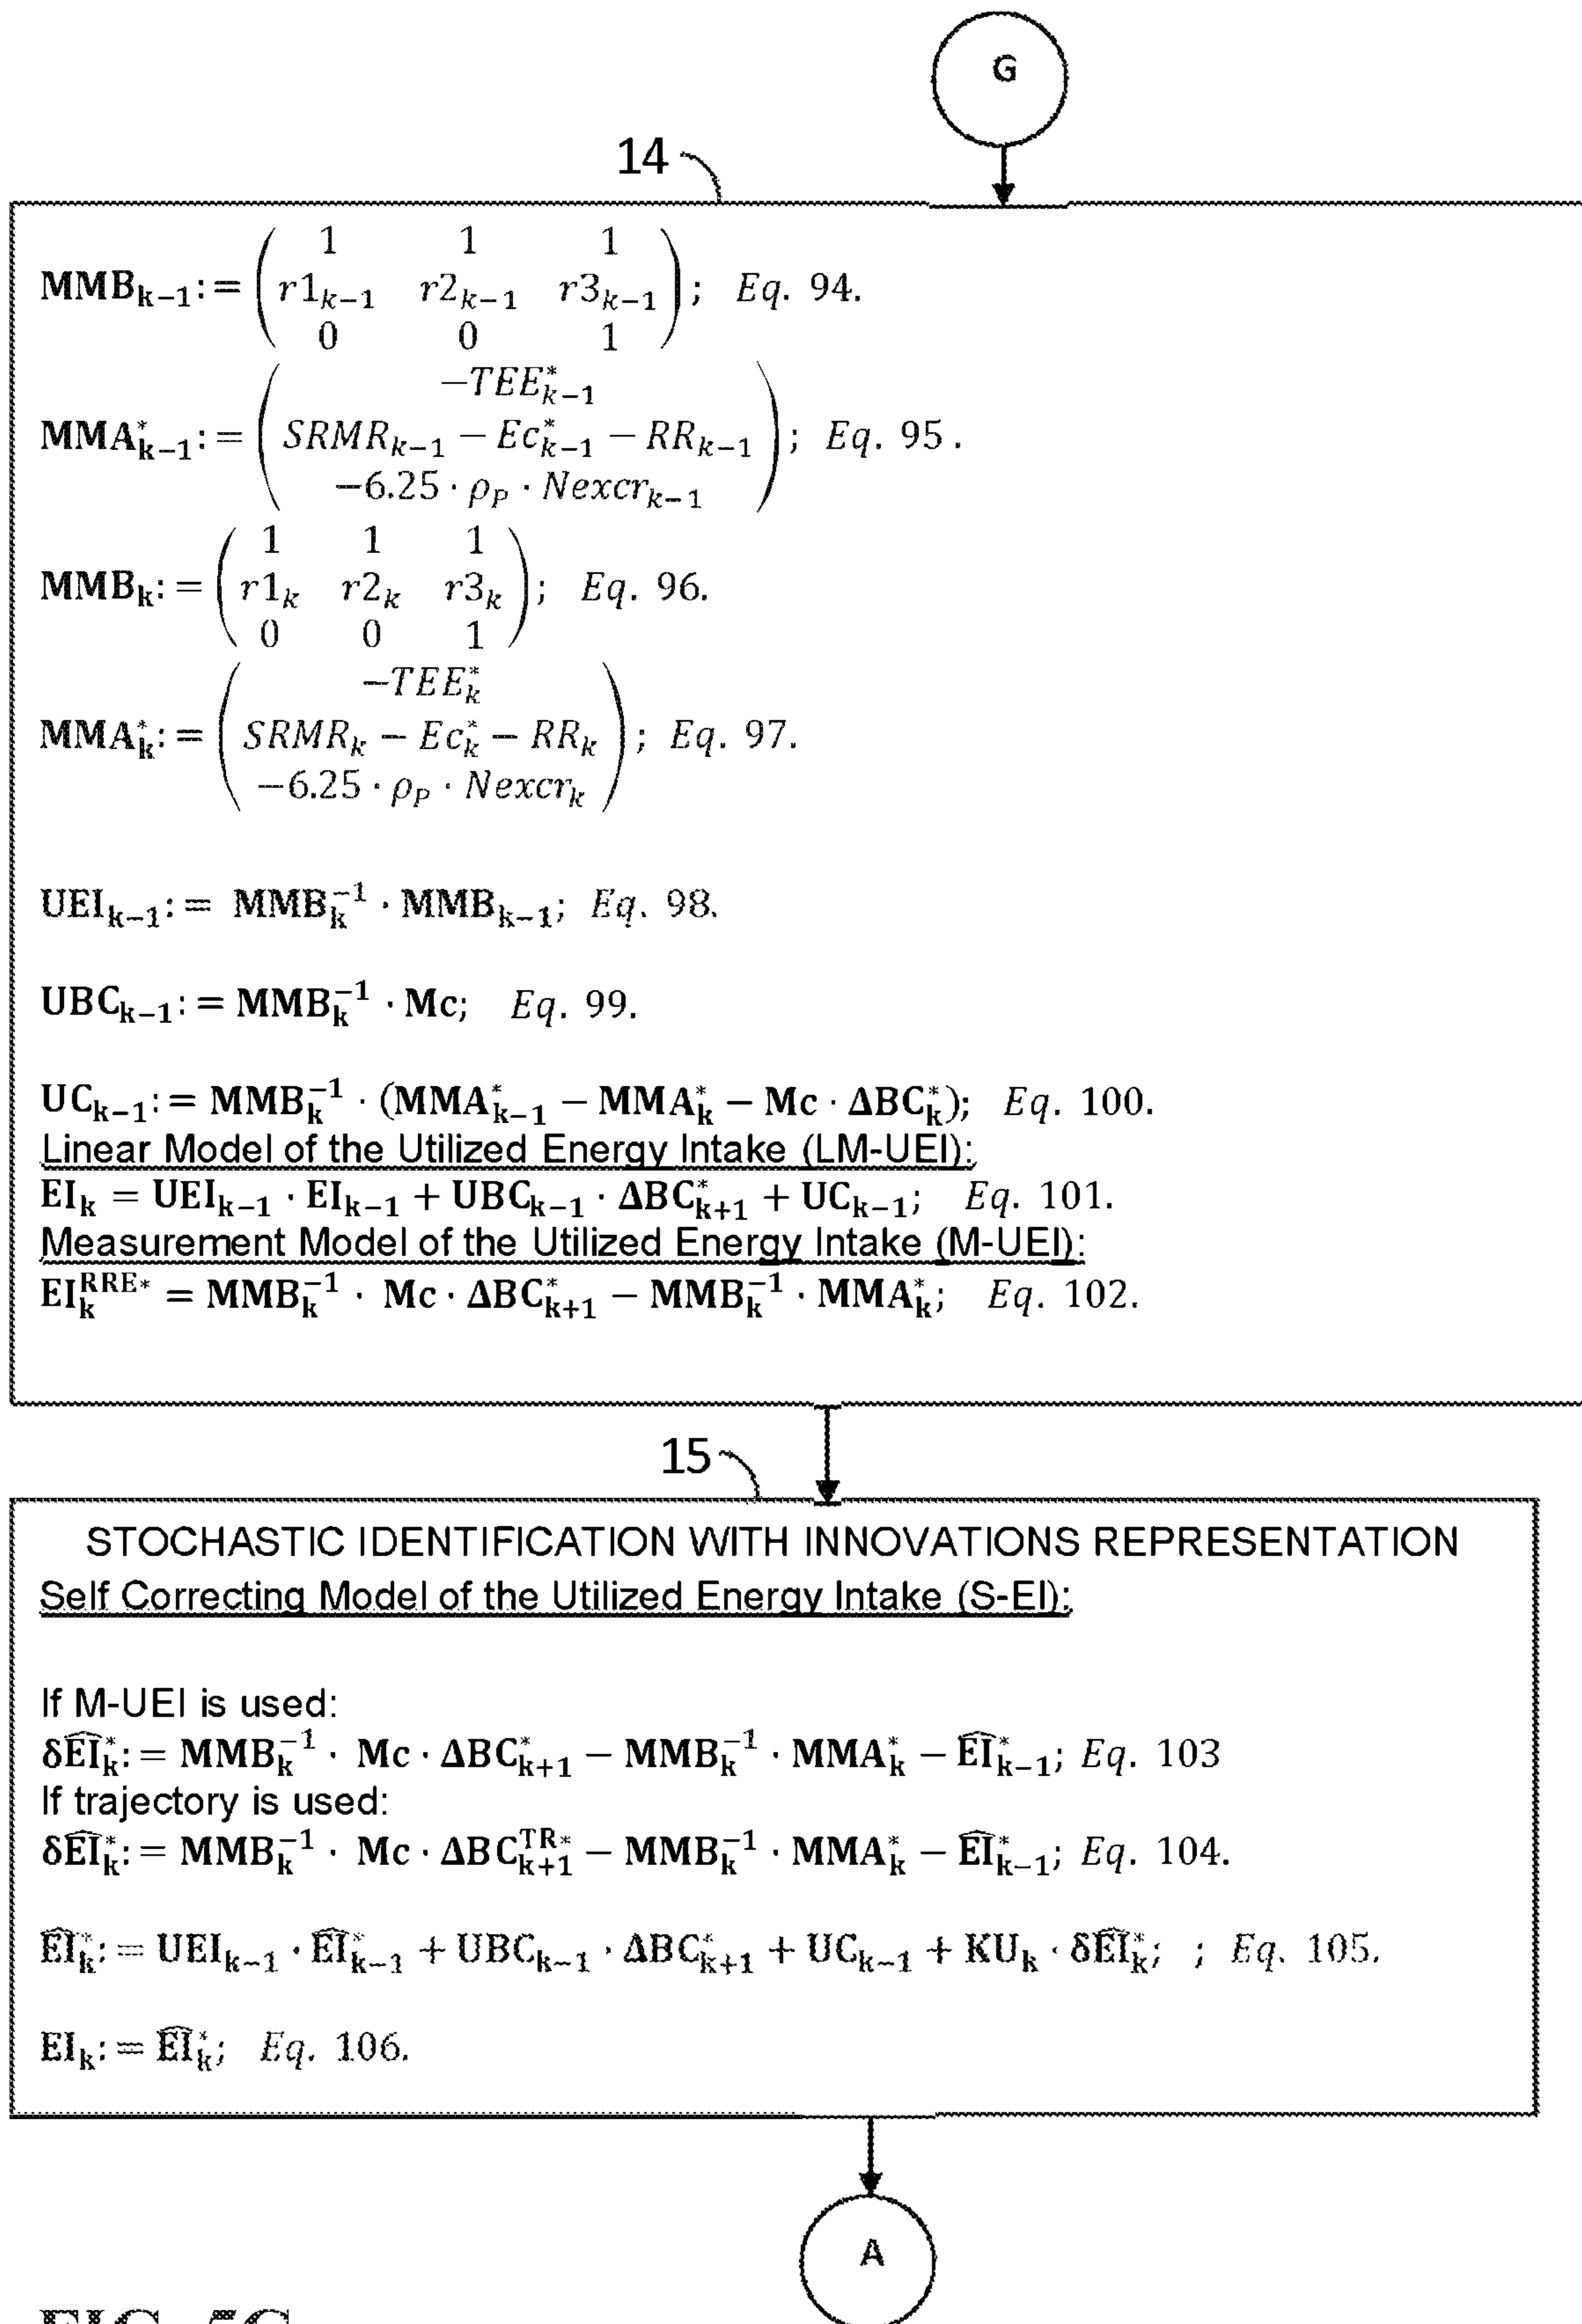 G
14
MMB_{k−1}: = ( 1 1 1 ; r1_{k−1} r2_{k−1} r3_{k−1} ; 0 0 1 ); Eq. 94.
MMA*_{k−1}: = ( −TEE*_{k−1} ; SRMR_{k−1} − Ec*_{k−1} − RR_{k−1} ; −6.25 · ρ_P · Nexcr_{k−1} ); Eq. 95 .
MMB_k: = ( 1 1 1 ; r1_k r2_k r3_k ; 0 0 1 ); Eq. 96.
MMA*_k: = ( −TEE*_k ; SRMR_k − Ec*_k − RR_k ; −6.25 · ρ_P · Nexcr_k ); Eq. 97.
UEI_{k−1}: = MMB_k^{−1} · MMB_{k−1}; Eq. 98.
UBC_{k−1}: = MMB_k^{−1} · Mc; Eq. 99.
UC_{k−1}: = MMB_k^{−1} · (MMA*_{k−1} − MMA*_k − Mc · ΔBC*_k); Eq. 100.
Linear Model of the Utilized Energy Intake (LM-UEI):
EI_k = UEI_{k−1} · EI_{k−1} + UBC_{k−1} · ΔBC*_{k+1} + UC_{k−1}; Eq. 101.
Measurement Model of the Utilized Energy Intake (M-UEI):
EI_k^{RRE*} = MMB_k^{−1} · Mc · ΔBC*_{k+1} − MMB_k^{−1} · MMA*_k; Eq. 102.
15
STOCHASTIC IDENTIFICATION WITH INNOVATIONS REPRESENTATION
Self Correcting Model of the Utilized Energy Intake (S-EI):
If M-UEI is used:
δÊI*_k: = MMB_k^{−1} · Mc · ΔBC*_{k+1} − MMB_k^{−1} · MMA*_k − ÊI*_{k−1}; Eq. 103
If trajectory is used:
δÊI*_k: = MMB_k^{−1} · Mc · ΔBC_{k+1}^{TR*} − MMB_k^{−1} · MMA*_k − ÊI*_{k−1}; Eq. 104.
ÊI*_k: = UEI_{k−1} · ÊI*_{k−1} + UBC_{k−1} · ΔBC*_{k+1} + UC_{k−1} + KU_k · δÊI*_k; ; Eq. 105.
EI_k: = ÊI*_k; Eq. 106.
A
FIG. 5G